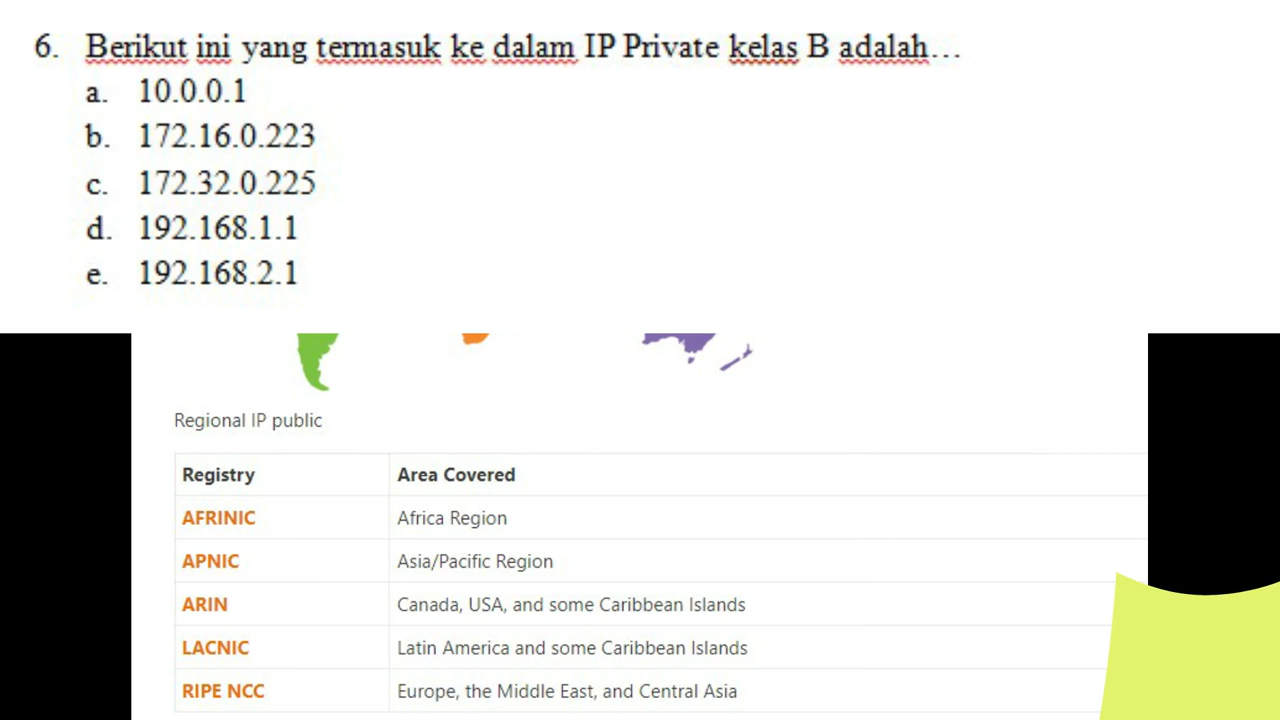 6. Berikut ini yang termasuk ke dalam IP Private kelas B adalah…
a. 10.0.0.1
b. 172.16.0.223
c. 172.32.0.225
d. 192.168.1.1
e. 192.168.2.1
Regional IP public
Registry Area Covered
AFRINIC Africa Region
APNIC Asia/Pacific Region
ARIN Canada, USA, and some Caribbean Islands
LACNIC Latin America and some Caribbean Islands
RIPE NCC Europe, the Middle East, and Central Asia